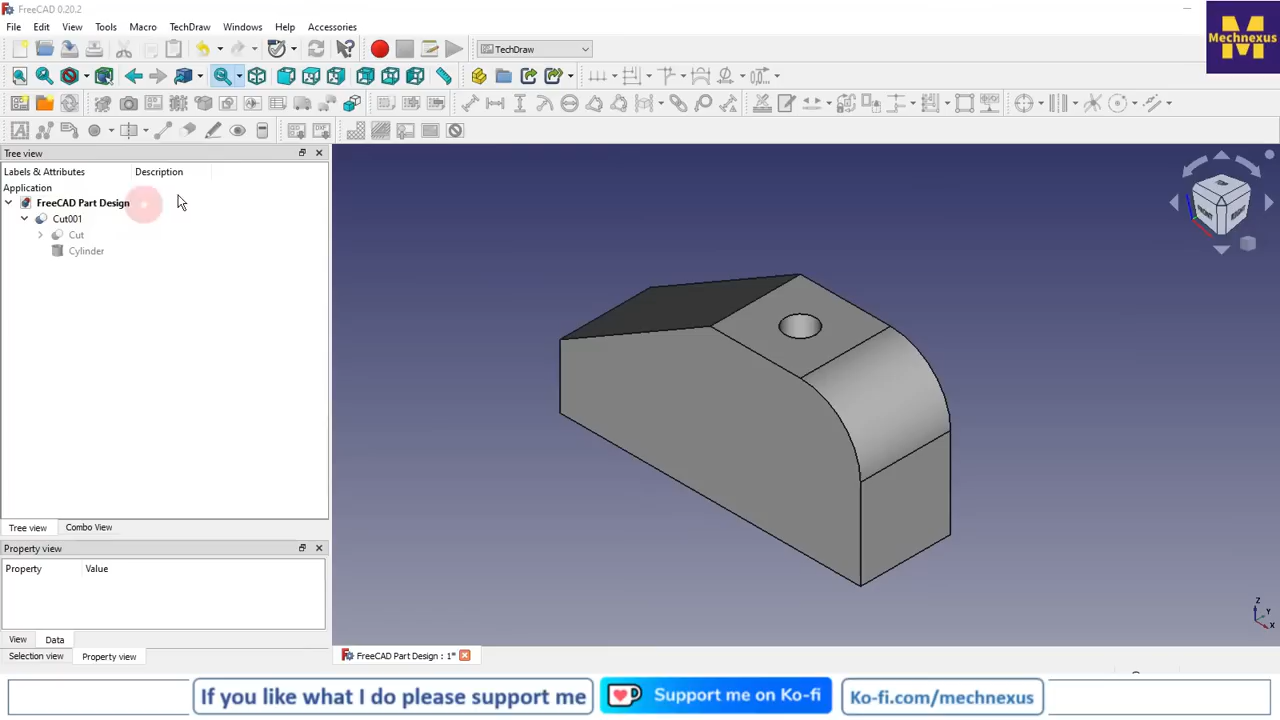 FreeCAD 0.20.2
Mechnexus
File Edit View Tools Macro TechDraw Windows Help Accessories
TechDraw
Tree view
Labels & Attributes Description
Application
FreeCAD Part Design
Cut001
Cut
Cylinder
FRONT
RIGHT
Tree view Combo View
Property view
Property Value
View Data
Selection view Property view
FreeCAD Part Design : 1*
Z
Y
X
If you like what I do please support me
Support me on Ko-fi
Ko-fi.com/mechnexus